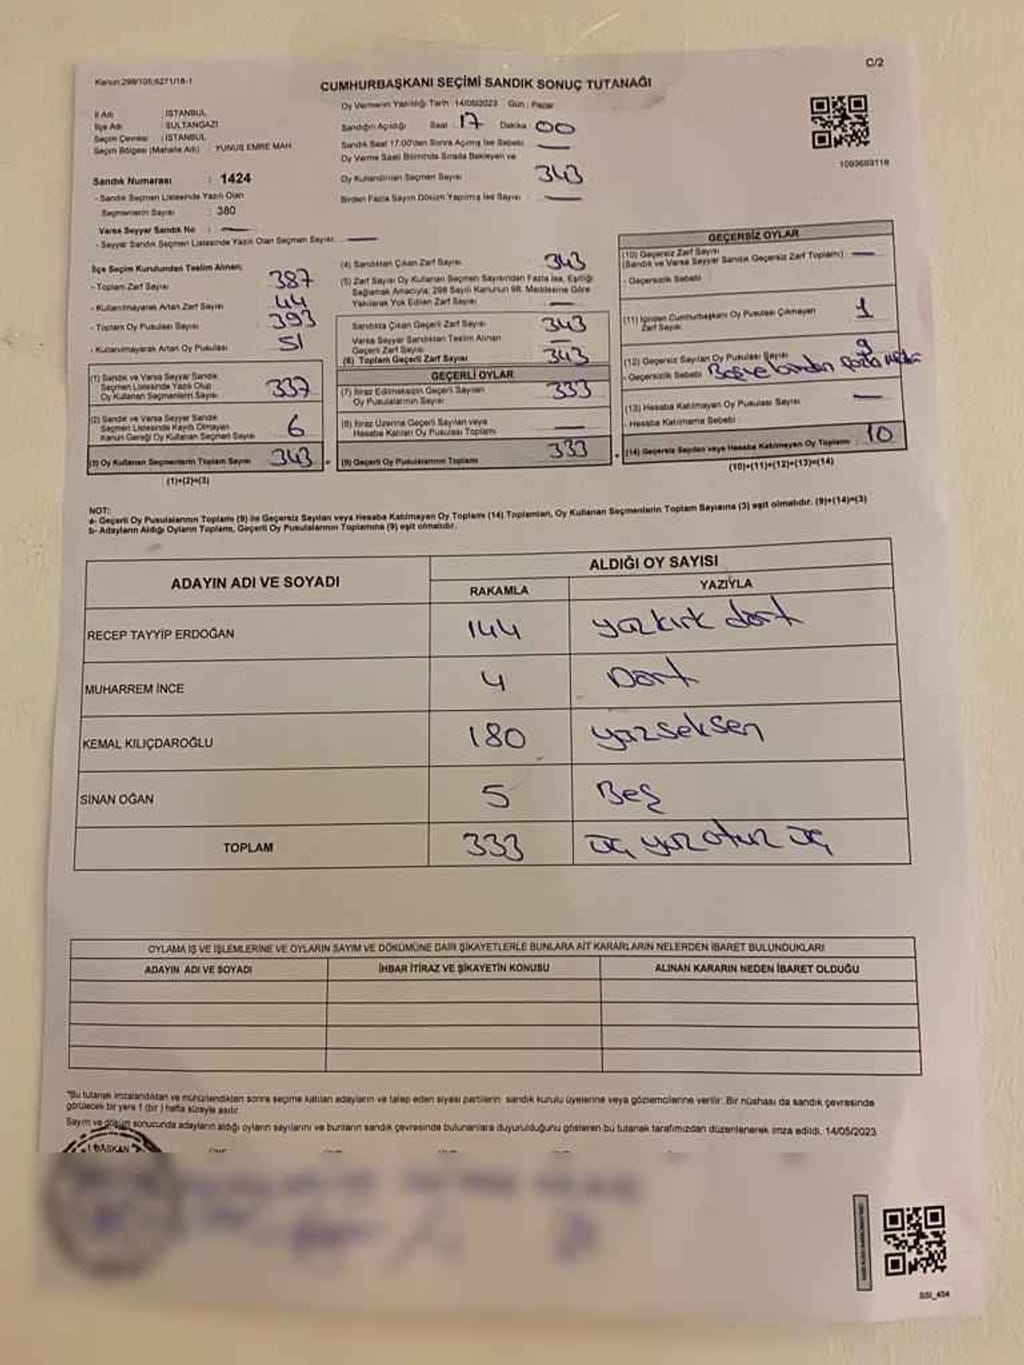 C/2
Kanun:298/105;6271/18-1
CUMHURBAŞKANI SEÇİMİ SANDIK SONUÇ TUTANAĞI
İl Adı : İSTANBUL
İlçe Adı : SULTANGAZİ
Seçim Çevresi : İSTANBUL
Seçim Bölgesi (Mahalle Adı) : YUNUS EMRE MAH
Sandık Numarası : 1424
- Sandık Seçmen Listesinde Yazılı Olan
Seçmenlerin Sayısı : 380
Varsa Seyyar Sandık No : —
- Seyyar Sandık Seçmen Listesinde Yazılı Olan Seçmen Sayısı: —
Oy Vermenin Yapıldığı Tarih : 14/05/2023 Gün : Pazar
Sandığın Açıldığı Saat : 17 Dakika : 00
Sandık Saat 17:00'den Sonra Açılmış İse Sebebi : —
Oy Verme Saati Bitiminde Sırada Bekleyen ve
Oy Kullandırılan Seçmen Sayısı 343
Birden Fazla Sayım Döküm Yapılmış İse Sayısı : —
1003693118
İlçe Seçim Kurulundan Teslim Alınan;
- Toplam Zarf Sayısı 387
- Kullanılmayarak Artan Zarf Sayısı 44
- Toplam Oy Pusulası Sayısı 393
- Kullanılmayarak Artan Oy Pusulası 51
(1) Sandık ve Varsa Seyyar Sandık
Seçmen Listesinde Yazılı Olup
Oy Kullanan Seçmenlerin Sayısı 337
(2) Sandık ve Varsa Seyyar Sandık
Seçmen Listesinde Kayıtlı Olmayan
Kanun Gereği Oy Kullanan Seçmen Sayısı 6
(3) Oy Kullanan Seçmenlerin Toplam Sayısı 343
(1)+(2)=(3)
(4) Sandıktan Çıkan Zarf Sayısı 343
(5) Zarf Sayısı Oy Kullanan Seçmen Sayısından Fazla İse, Eşitliği
Sağlamak Amacıyla; 298 Sayılı Kanunun 98. Maddesine Göre
Yakılarak Yok Edilen Zarf Sayısı —
Sandıkta Çıkan Geçerli Zarf Sayısı 343
Varsa Seyyar Sandıktan Teslim Alınan
Geçerli Zarf Sayısı —
(6) Toplam Geçerli Zarf Sayısı 343
GEÇERLİ OYLAR
(7) İtiraz Edilmeksizin Geçerli Sayılan
Oy Pusulalarının Sayısı 333
(8) İtiraz Üzerine Geçerli Sayılan veya
Hesaba Katılan Oy Pusulası Toplamı —
(9) Geçerli Oy Pusulalarının Toplamı 333
GEÇERSİZ OYLAR
(10) Geçersiz Zarf Sayısı
(Sandık ve Varsa Seyyar Sandık Geçersiz Zarf Toplamı) : —
- Geçersizlik Sebebi :
(11) İçinden Cumhurbaşkanı Oy Pusulası Çıkmayan
Zarf Sayısı 1
(12) Geçersiz Sayılan Oy Pusulası Sayısı 9
- Geçersizlik Sebebi fazla
(13) Hesaba Katılmayan Oy Pusulası Sayısı —
- Hesaba Katılmama Sebebi :
(14) Geçersiz Sayılan veya Hesaba Katılmayan Oy Toplamı : 10
(10)+(11)+(12)+(13)=(14)
NOT:
a- Geçerli Oy Pusulalarının Toplamı (9) ile Geçersiz Sayılan veya Hesaba Katılmayan Oy Toplamı (14) Toplamları, Oy Kullanan Seçmenlerin Toplam Sayısına (3) eşit olmalıdır. (9)+(14)=(3)
b- Adayların Aldığı Oyların Toplamı, Geçerli Oy Pusulalarının Toplamına (9) eşit olmalıdır.
ADAYIN ADI VE SOYADI ALDIĞI OY SAYISI
RAKAMLA YAZIYLA
RECEP TAYYİP ERDOĞAN 144 yüzkırk dört
MUHARREM İNCE 4 Dört
KEMAL KILIÇDAROĞLU 180 yüzseksen
SİNAN OĞAN 5 Beş
TOPLAM 333 üç yüz otuz üç
OYLAMA İŞ VE İŞLEMLERİNE VE OYLARIN SAYIM VE DÖKÜMÜNE DAİR ŞİKAYETLERLE BUNLARA AİT KARARLARIN NELERDEN İBARET BULUNDUKLARI
ADAYIN ADI VE SOYADI İHBAR İTİRAZ VE ŞİKAYETİN KONUSU ALINAN KARARIN NEDEN İBARET OLDUĞU
*Bu tutanak imzalandıktan ve mühürlendikten sonra seçime katılan adayların ve talep eden siyasi partilerin sandık kurulu üyelerine veya gözlemcilerine verilir. Bir nüshası da sandık çevresinde
görülecek bir yere 1 (bir) hafta süreyle asılır.
Sayım ve döküm sonucunda adayların aldığı oyların sayılarını ve bunların sandık çevresinde bulunanlara duyurulduğunu gösteren bu tutanak tarafımızdan düzenlenerek imza edildi. 14/05/2023
BAŞKAN
SSI_404